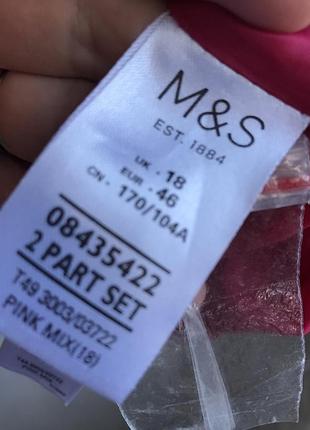 M&S
EST. 1884
UK - 18
EUR - 46
CN - 170/104A
08435422
2 PART SET
T49 3003/03722
PINK MIX(18)